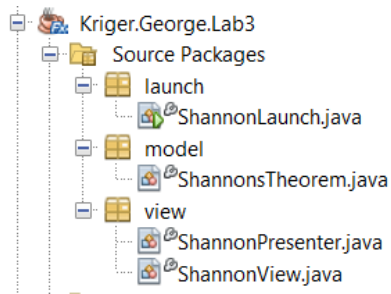 Kriger.George.Lab3
Source Packages
launch
ShannonLaunch.java
model
ShannonsTheorem.java
view
ShannonPresenter.java
ShannonView.java